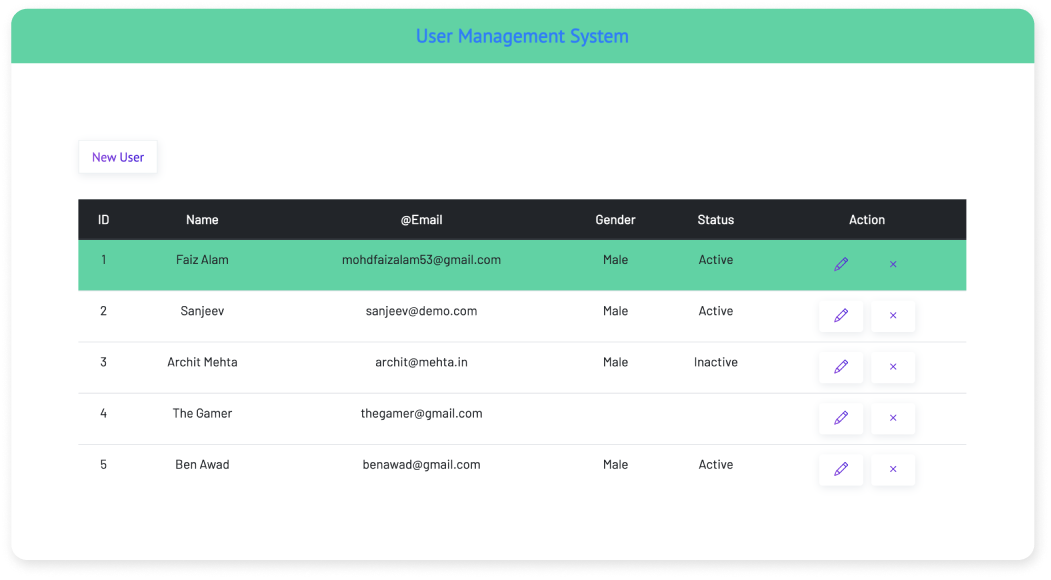 User Management System
New User
ID Name @Email Gender Status Action
1 Faiz Alam mohdfaizalam53@gmail.com Male Active
2 Sanjeev sanjeev@demo.com Male Active
3 Archit Mehta archit@mehta.in Male Inactive
4 The Gamer thegamer@gmail.com
5 Ben Awad benawad@gmail.com Male Active